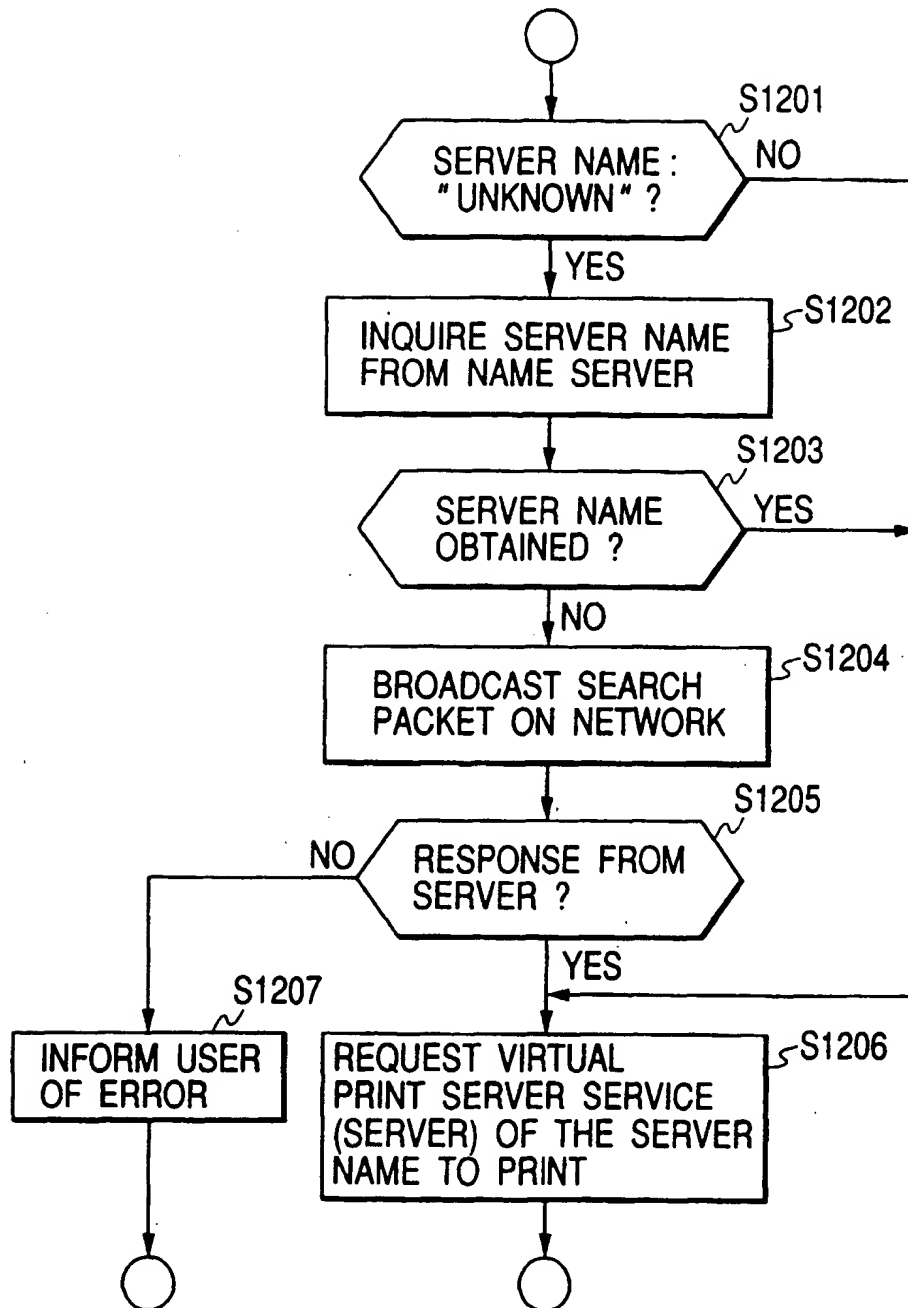 S1201
SERVER NAME:
"UNKNOWN" ?
NO
YES
S1202
INQUIRE SERVER NAME
FROM NAME SERVER
S1203
SERVER NAME
OBTAINED ?
YES
NO
S1204
BROADCAST SEARCH
PACKET ON NETWORK
S1205
NO
RESPONSE FROM
SERVER ?
YES
S1207
INFORM USER
OF ERROR
S1206
REQUEST VIRTUAL
PRINT SERVER SERVICE
(SERVER) OF THE SERVER
NAME TO PRINT